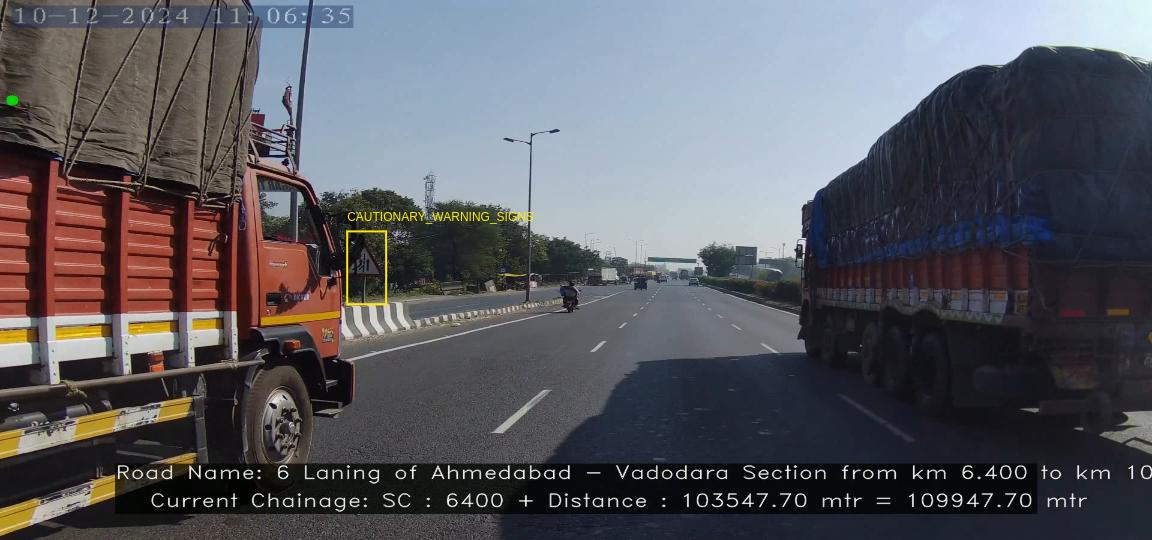 10-12-2024 11:06:35
CAUTIONARY_WARNING_SIGNS
Road Name: 6 Laning of Ahmedabad - Vadodara Section from km 6.400 to km 10
Current Chainage: SC : 6400 + Distance : 103547.70 mtr = 109947.70 mtr